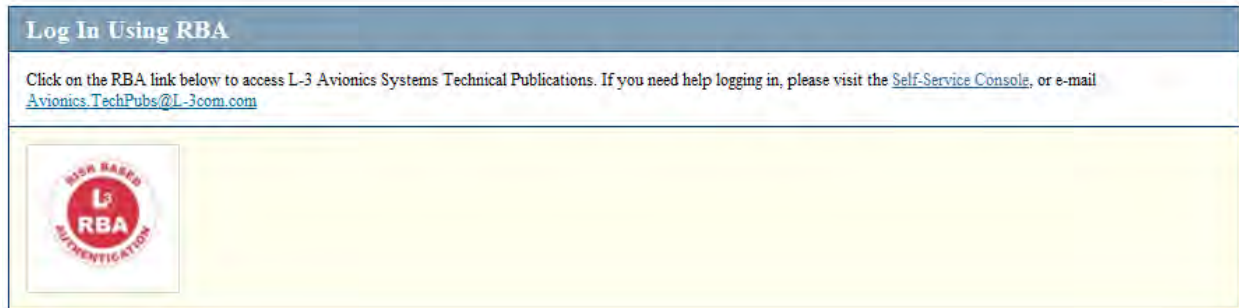 Log In Using RBA
Click on the RBA link below to access L-3 Avionics Systems Technical Publications. If you need help logging in, please visit the Self-Service Console, or e-mail
Avionics.TechPubs@L-3com.com
RISK BASED
L3
RBA
AUTHENTICATION